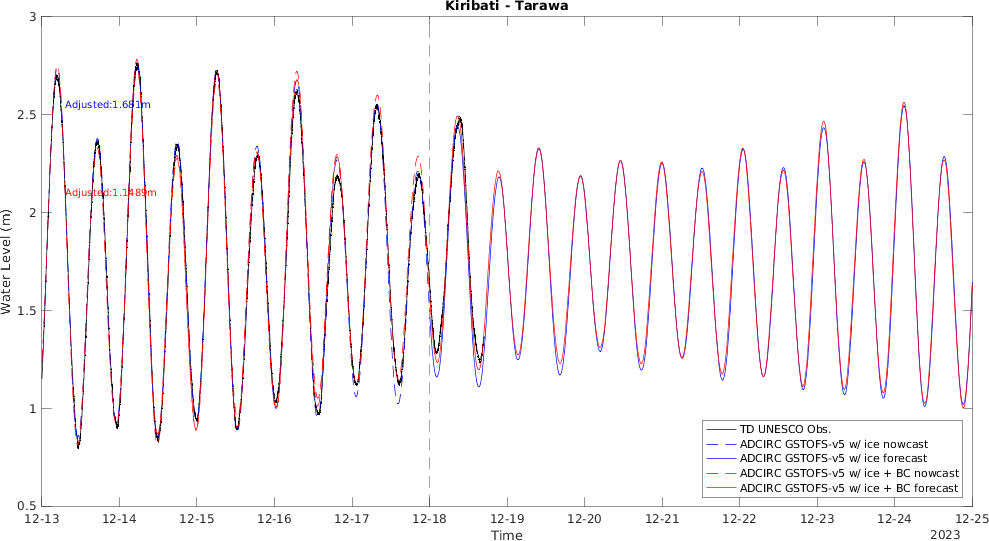 Kiribati - Tarawa
3
2.5
2
1.5
1
0.5
Water Level (m)
Adjusted:1.681m
Adjusted:1.1489m
TD UNESCO Obs.
ADCIRC GSTOFS-v5 w/ ice nowcast
ADCIRC GSTOFS-v5 w/ ice forecast
ADCIRC GSTOFS-v5 w/ ice + BC nowcast
ADCIRC GSTOFS-v5 w/ ice + BC forecast
12-13 12-14 12-15 12-16 12-17 12-18 12-19 12-20 12-21 12-22 12-23 12-24 12-25
Time
2023